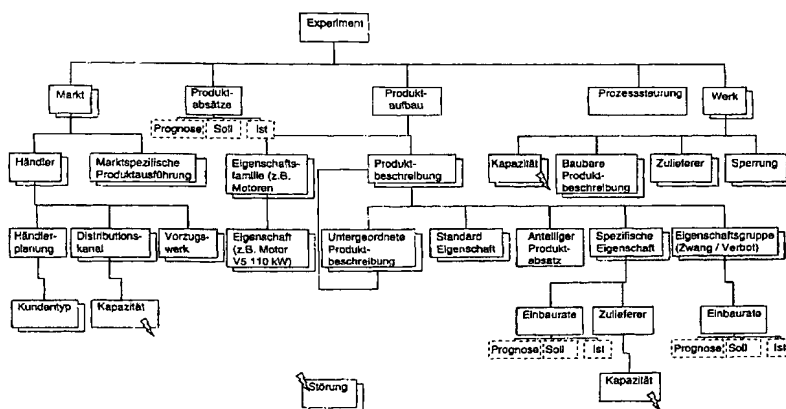 Experiment
Markt
Produkt-
absätze
Produkt-
aufbau
Prozesssteurung
Werk
Prognose Soll Ist
Händler
Marktspezifische
Produktausführung
Eigenschafts-
familie (z.B.
Motoren
Produkt-
beschreibung
Kapazität
Baubare
Produkt-
beschreibung
Zulieferer
Sperrung
Händler-
planung
Distributions-
kanal
Vorzugs-
werk
Eigenschaft
(z.B. Motor
V5 110 kW)
Untergeordnete
Produkt-
beschreibung
Standard
Eigenschaft
Anteiliger
Produkt-
absatz
Spezifische
Eigenschaft
Eigenschaftsgruppe
(Zwang / Verbot)
Kundentyp
Kapazität
Einbaurate
Zulieferer
Einbaurate
Prognose Soll Ist
Prognose Soll Ist
Kapazität
Störung